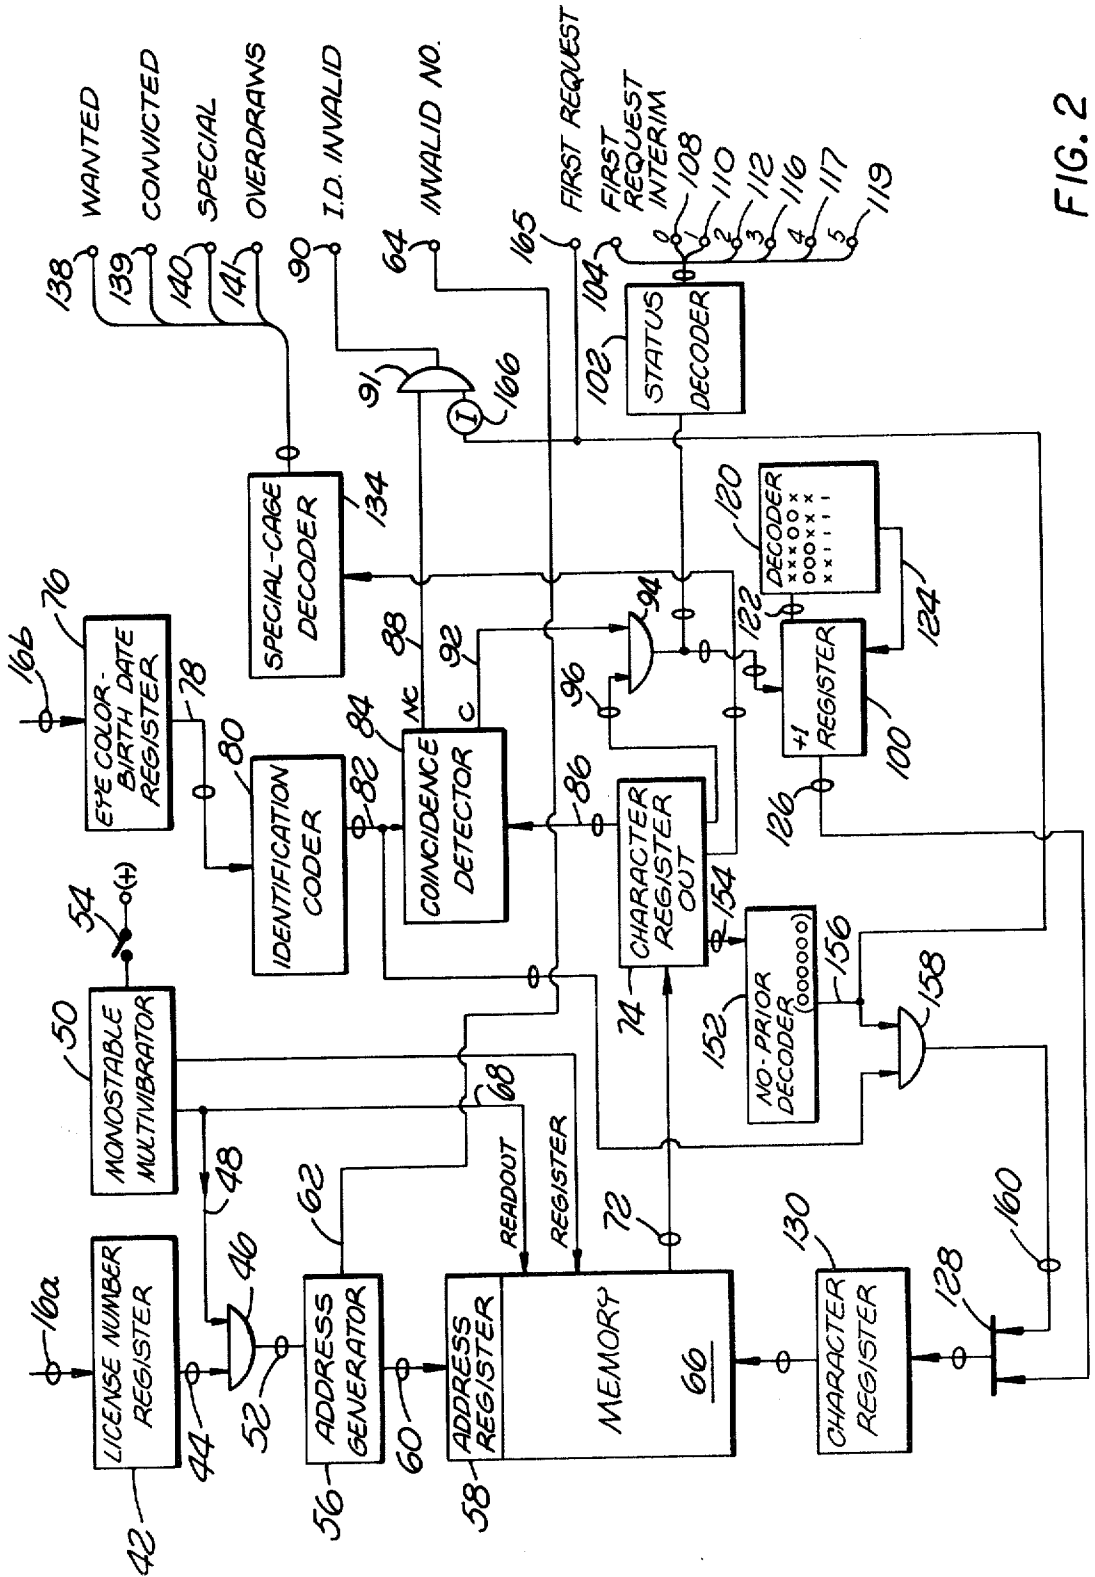 16a
LICENSE NUMBER
REGISTER
42
44
46
48
MONOSTABLE
MULTIVIBRATOR
50
54
(+)
16b
EYE COLOR-
BIRTH DATE
REGISTER
76
78
52
ADDRESS
GENERATOR
56
62
60
68
IDENTIFICATION
CODER
80
82
SPECIAL-CAGE
DECODER
134
138
WANTED
139
CONVICTED
140
SPECIAL
141
OVERDRAWS
90
I.D. INVALID
64
INVALID NO.
ADDRESS
REGISTER
58
READOUT
REGISTER
MEMORY
66
72
COINCIDENCE
DETECTOR
84
NC
88
C
92
91
I
166
86
CHARACTER
REGISTER
OUT
74
96
94
165
FIRST REQUEST
104
FIRST
REQUEST
INTERIM
STATUS
DECODER
102
0
108
1
110
2
112
3
116
4
117
5
119
154
NO-PRIOR
DECODER
(000000)
152
156
158
+1
REGISTER
100
122
DECODER
xxx00x
000xxx
xx1111
120
124
126
CHARACTER
REGISTER
130
128
160
FIG. 2